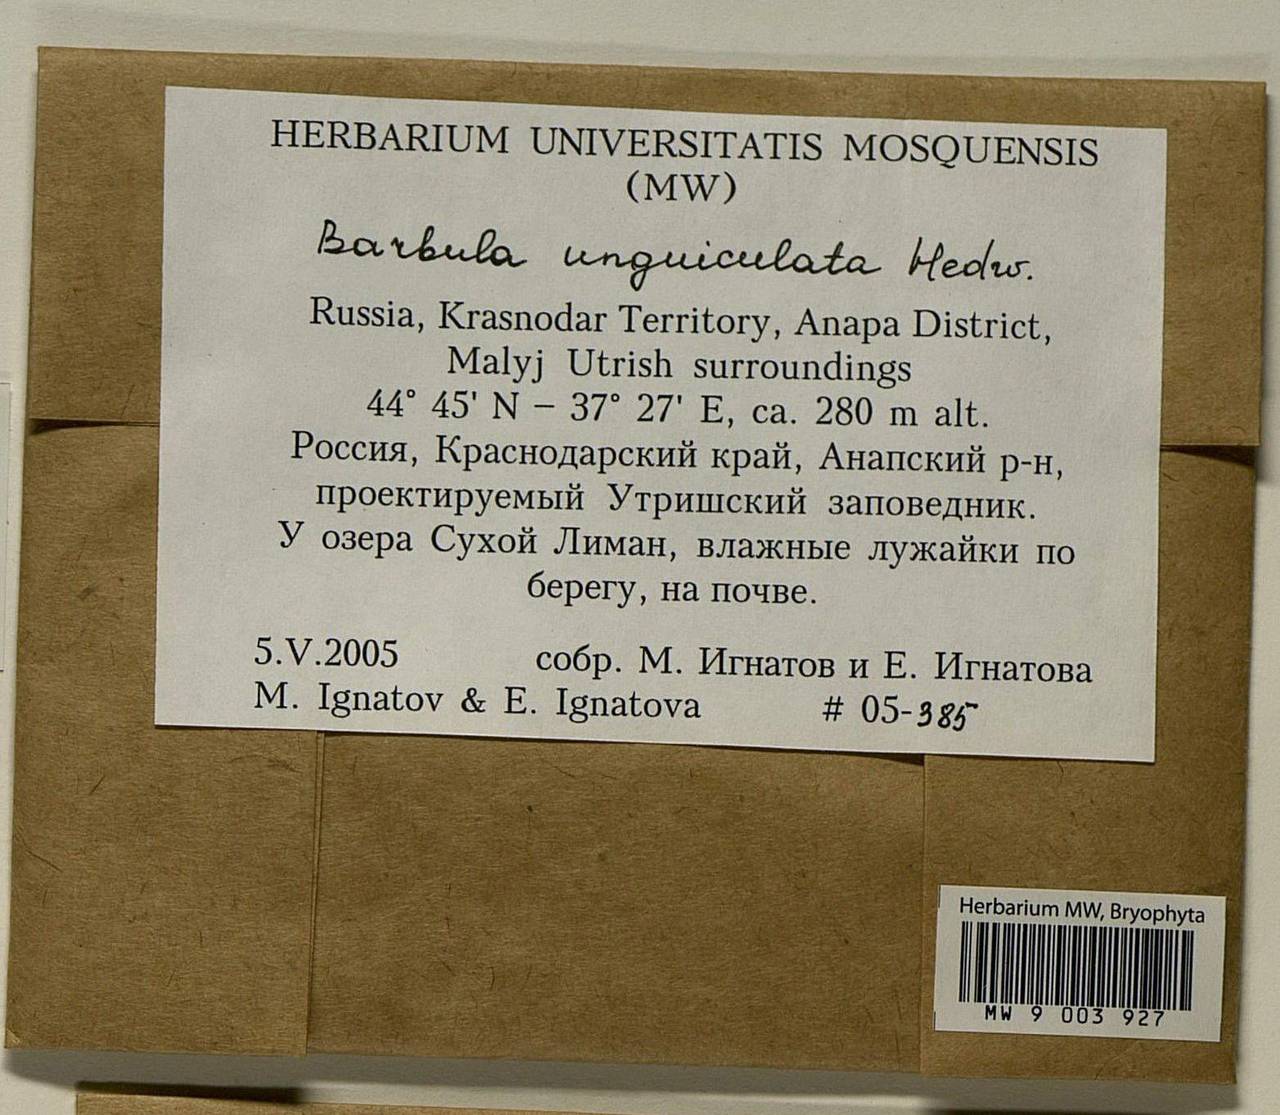 HERBARIUM UNIVERSITATIS MOSQUENSIS
(MW)
Barbula unguiculata Hedw.
Russia, Krasnodar Territory, Anapa District,
Malyj Utrish surroundings
44° 45' N – 37° 27' E, ca. 280 m alt.
Россия, Краснодарский край, Анапский р-н,
проектируемый Утришский заповедник.
У озера Сухой Лиман, влажные лужайки по
берегу, на почве.
5.V.2005 собр. М. Игнатов и Е. Игнатова
M. Ignatov & E. Ignatova # 05-385
Herbarium MW, Bryophyta
MW 9 003 927